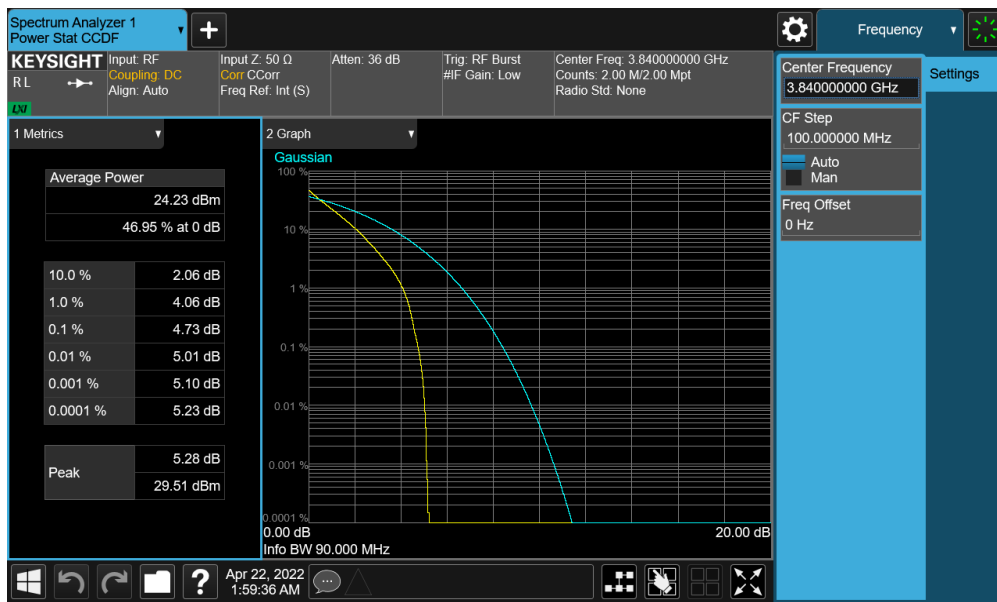 Spectrum Analyzer 1
Power Stat CCDF
Frequency
KEYSIGHT
R L
LXI
Input: RF
Coupling: DC
Align: Auto
Input Z: 50 Ω
Corr CCorr
Freq Ref: Int (S)
Atten: 36 dB
Trig: RF Burst
#IF Gain: Low
Center Freq: 3.840000000 GHz
Counts: 2.00 M/2.00 Mpt
Radio Std: None
Center Frequency
3.840000000 GHz
Settings
CF Step
100.000000 MHz
Auto
Man
Freq Offset
0 Hz
1 Metrics
Average Power
24.23 dBm
46.95 % at 0 dB
10.0 % 2.06 dB
1.0 % 4.06 dB
0.1 % 4.73 dB
0.01 % 5.01 dB
0.001 % 5.10 dB
0.0001 % 5.23 dB
Peak 5.28 dB
29.51 dBm
2 Graph
Gaussian
100 %
10 %
1 %
0.1 %
0.01 %
0.001 %
0.0001 %
0.00 dB 20.00 dB
Info BW 90.000 MHz
?
Apr 22, 2022
1:59:36 AM